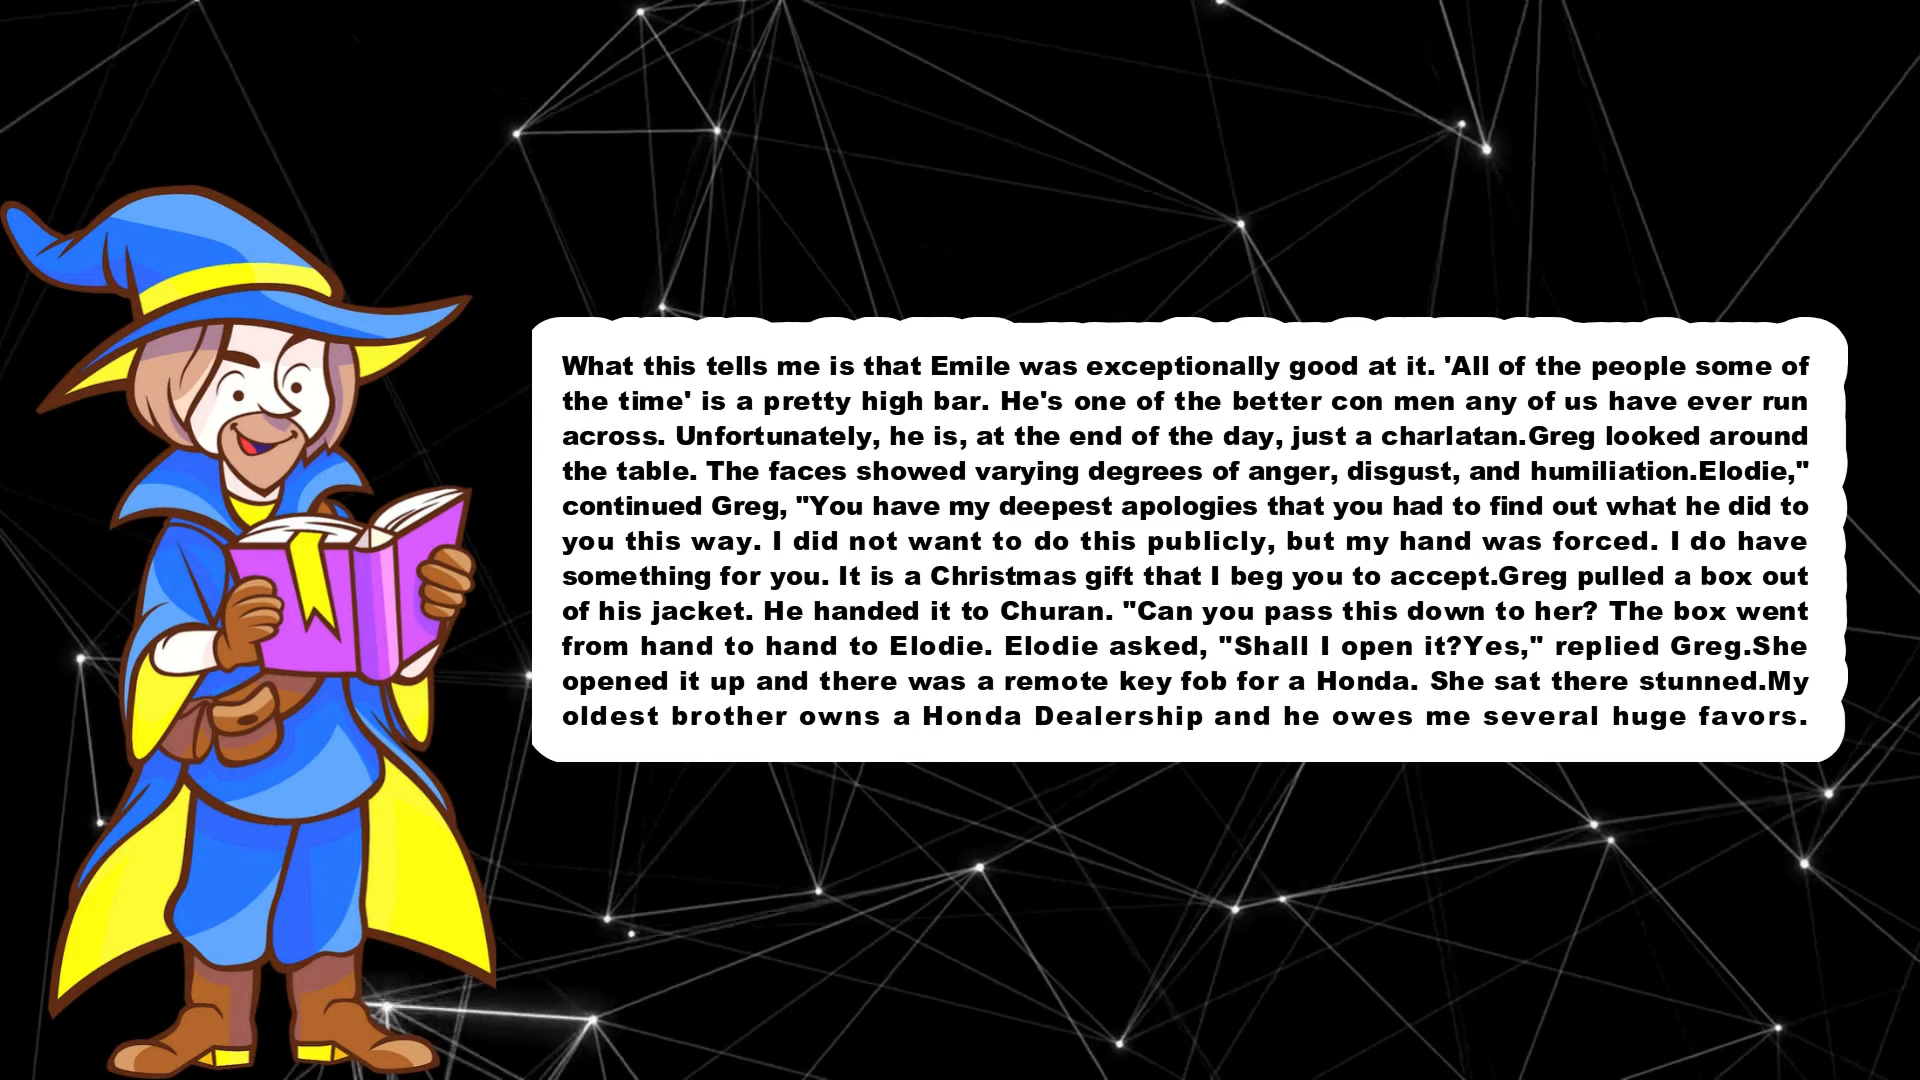 What this tells me is that Emile was exceptionally good at it. 'All of the people some of
the time' is a pretty high bar. He's one of the better con men any of us have ever run
across. Unfortunately, he is, at the end of the day, just a charlatan.Greg looked around
the table. The faces showed varying degrees of anger, disgust, and humiliation.Elodie,"
continued Greg, "You have my deepest apologies that you had to find out what he did to
you this way. I did not want to do this publicly, but my hand was forced. I do have
something for you. It is a Christmas gift that I beg you to accept.Greg pulled a box out
of his jacket. He handed it to Churan. "Can you pass this down to her? The box went
from hand to hand to Elodie. Elodie asked, "Shall I open it?Yes," replied Greg.She
opened it up and there was a remote key fob for a Honda. She sat there stunned.My
oldest brother owns a Honda Dealership and he owes me several huge favors.